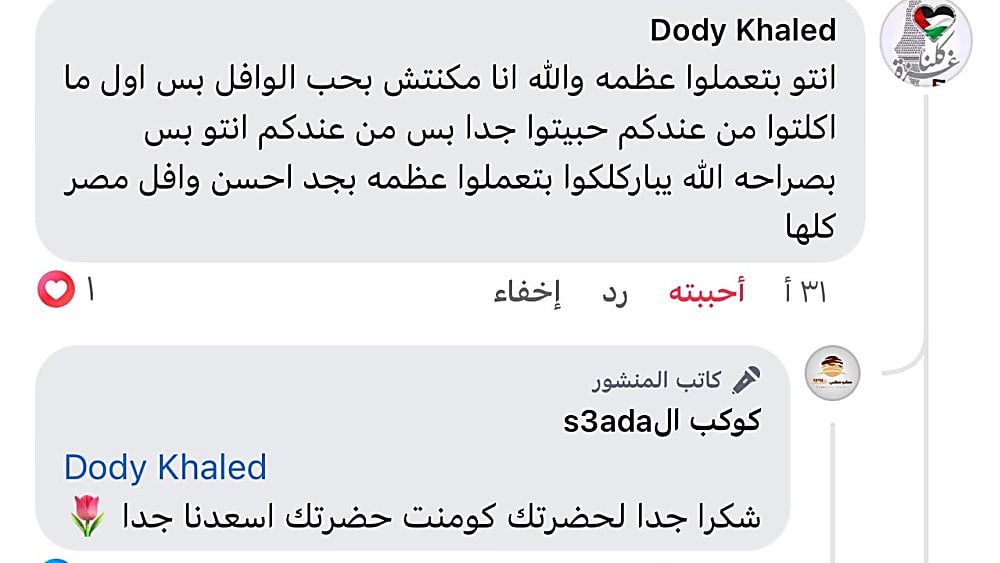 Dody Khaled
انتو بتعملوا عظمه والله انا مكنتش بحب الوافل بس اول ما
اكلتوا من عندكم حبيتوا جدا بس من عندكم انتو بس
بصراحه الله يباركلكوا بتعملوا عظمه بجد احسن وافل مصر
كلها
٣١ أ أحببته رد إخفاء ١
كاتب المنشور
كوكب الs3ada
Dody Khaled
شكرا جدا لحضرتك كومنت حضرتك اسعدنا جدا 🌷